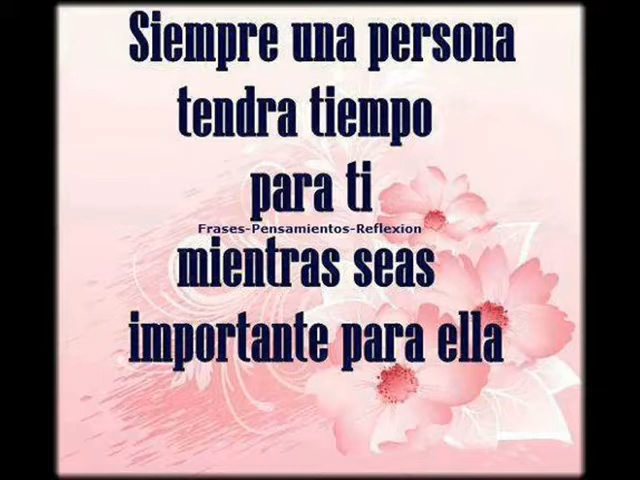 Siempre una persona
tendra tiempo
para ti
Frases-Pensamientos-Reflexion
mientras seas
importante para ella